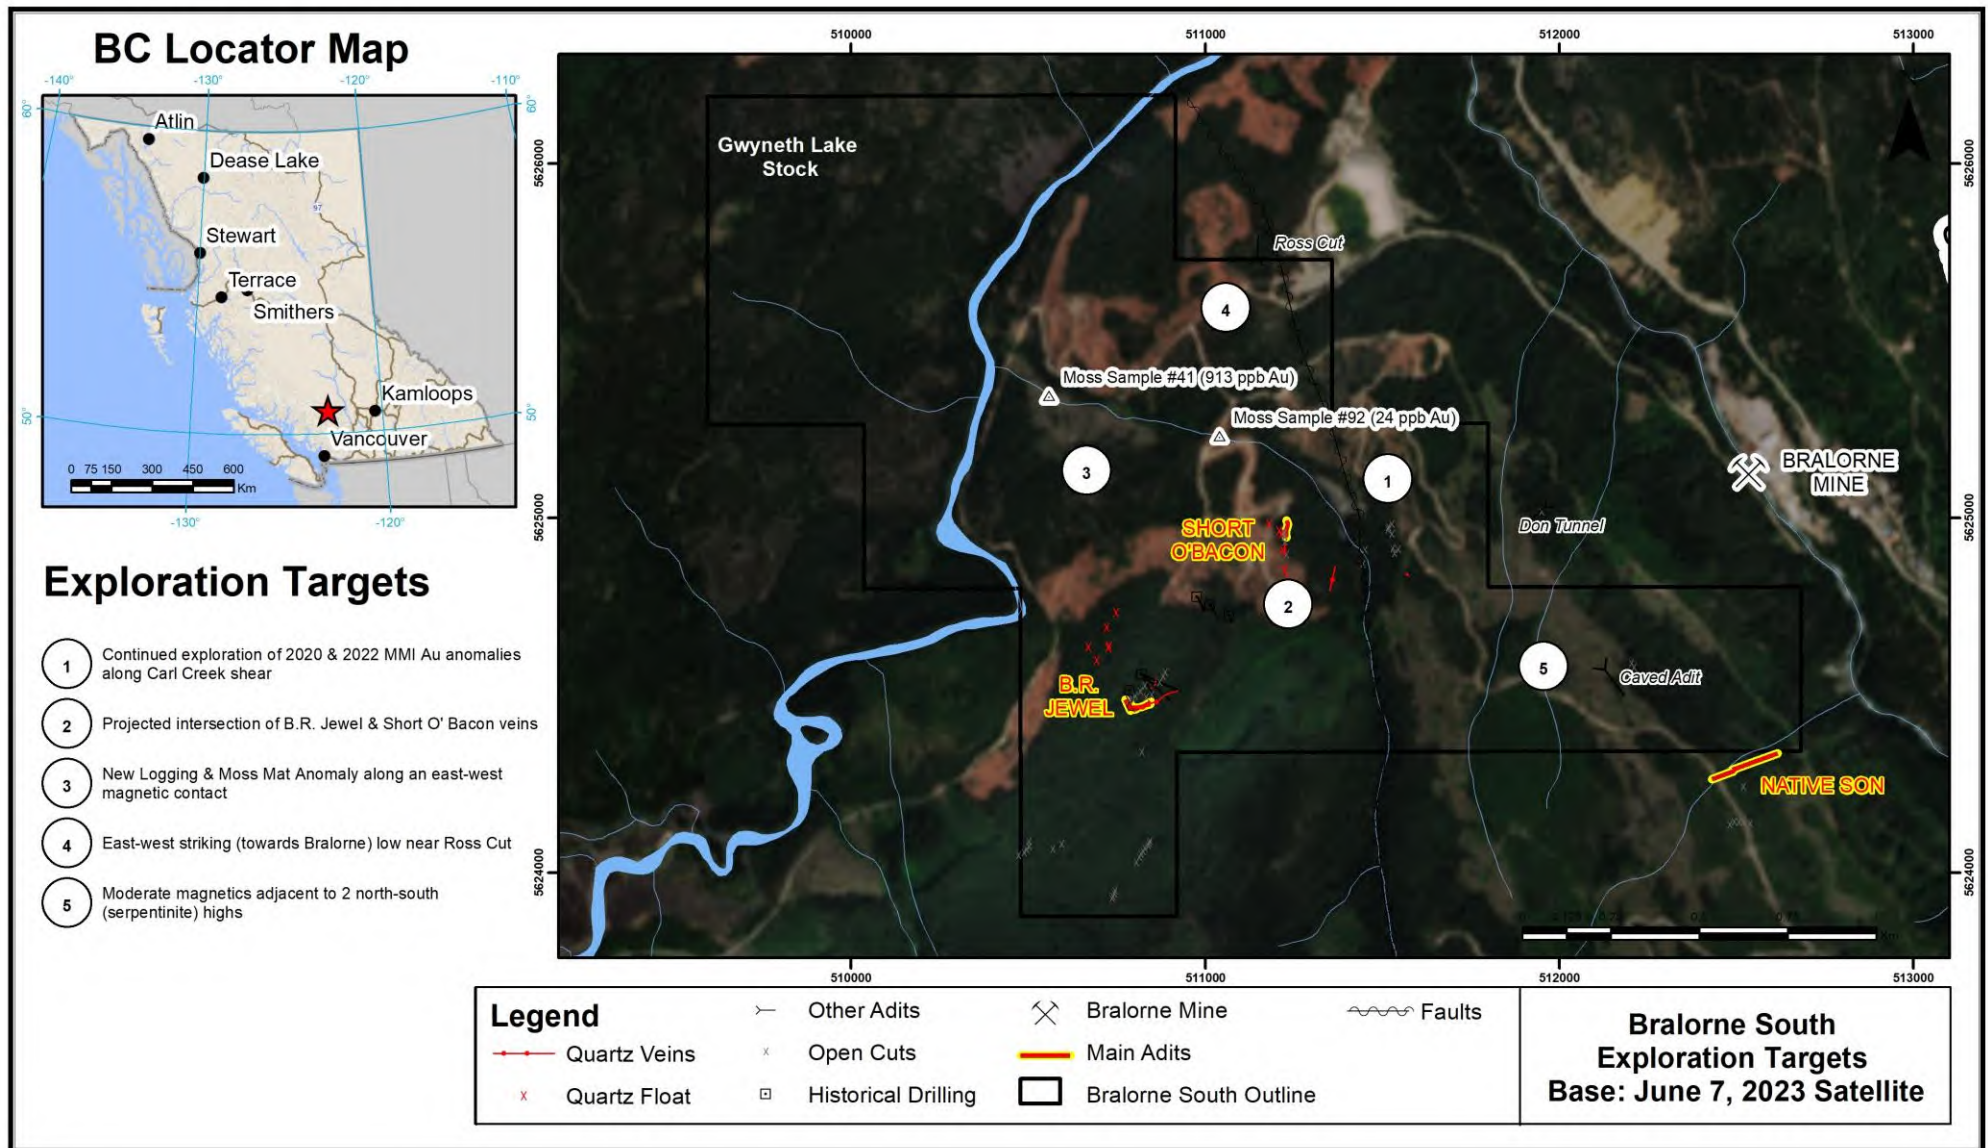 BC Locator Map
-140°
-130°
-120°
-110°
60°
60°
Atlin
Dease Lake
97
Stewart
Terrace
Smithers
Kamloops
Vancouver
50°
50°
0 75 150 300 450 600
Km
-130°
-120°
Exploration Targets
1 Continued exploration of 2020 & 2022 MMI Au anomalies
along Carl Creek shear
2 Projected intersection of B.R. Jewel & Short O' Bacon veins
3 New Logging & Moss Mat Anomaly along an east-west
magnetic contact
4 East-west striking (towards Bralorne) low near Ross Cut
5 Moderate magnetics adjacent to 2 north-south
(serpentinite) highs
510000
511000
512000
513000
5626000
5626000
Gwyneth Lake
Stock
Ross Cut
4
Moss Sample #41 (913 ppb Au)
Moss Sample #92 (24 ppb Au)
3
1
BRALORNE
MINE
5625000
5625000
SHORT
O'BACON
Don Tunnel
2
5
Caved Adit
B.R.
JEWEL
NATIVE SON
5624000
5624000
510000
511000
512000
513000
Legend
Quartz Veins
Quartz Float
Other Adits
Open Cuts
Historical Drilling
Bralorne Mine
Main Adits
Bralorne South Outline
Faults
Bralorne South
Exploration Targets
Base: June 7, 2023 Satellite